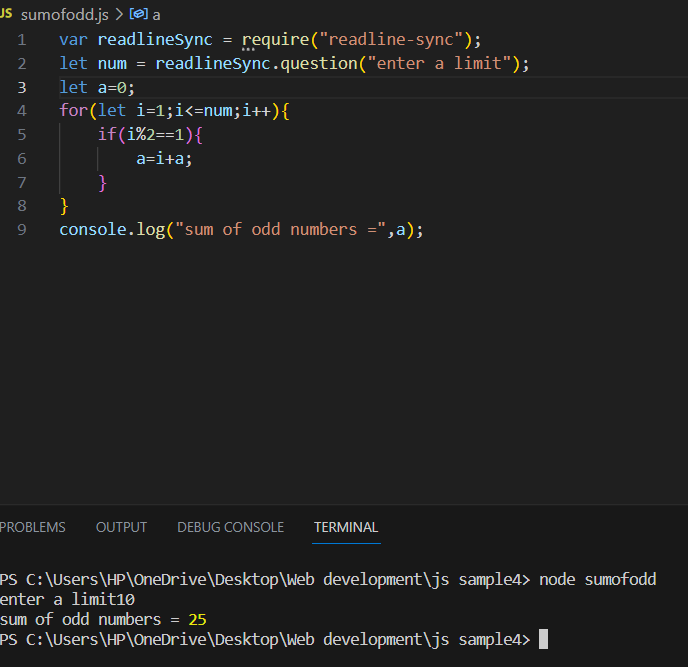 JS sumofodd.js > a
1 var readlineSync = require("readline-sync");
2 let num = readlineSync.question("enter a limit");
3 let a=0;
4 for(let i=1;i<=num;i++){
5     if(i%2==1){
6         a=i+a;
7     }
8 }
9 console.log("sum of odd numbers =",a);
PROBLEMS OUTPUT DEBUG CONSOLE TERMINAL
PS C:\Users\HP\OneDrive\Desktop\Web development\js sample4> node sumofodd
enter a limit10
sum of odd numbers = 25
PS C:\Users\HP\OneDrive\Desktop\Web development\js sample4>